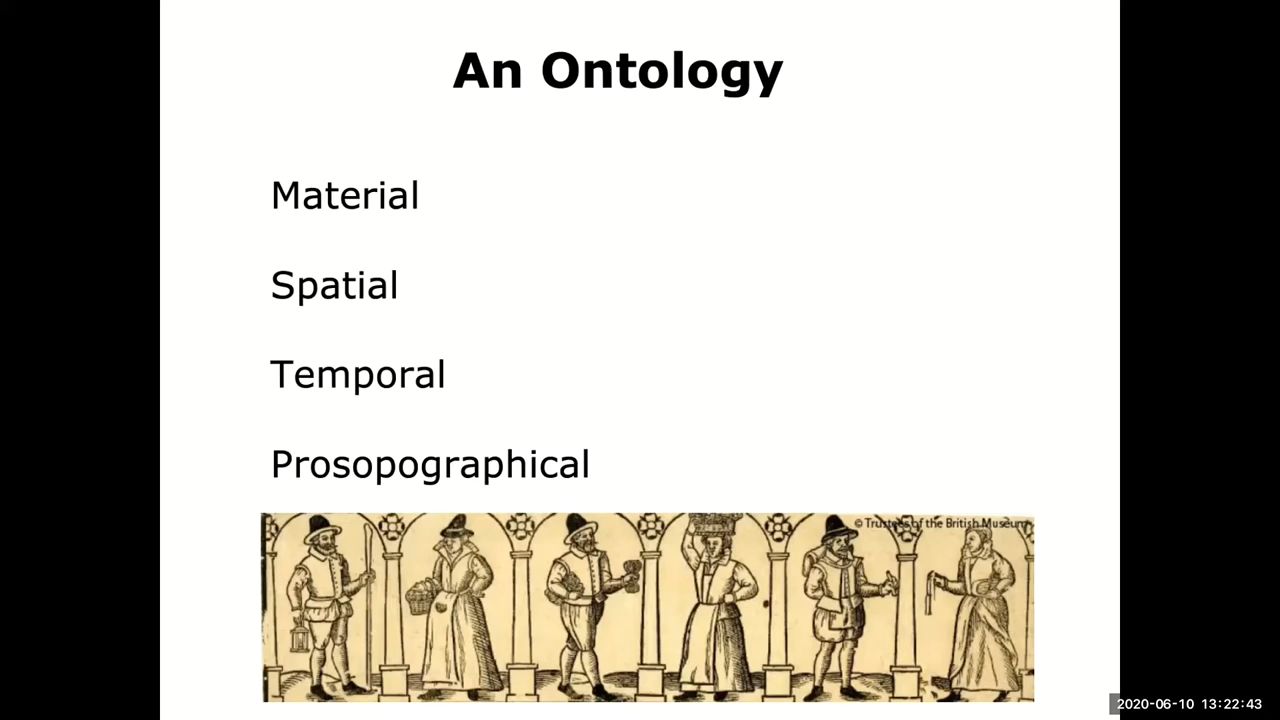 An Ontology
Material
Spatial
Temporal
Prosopographical
© Trustees of the British Museum
2020-06-10 13:22:43